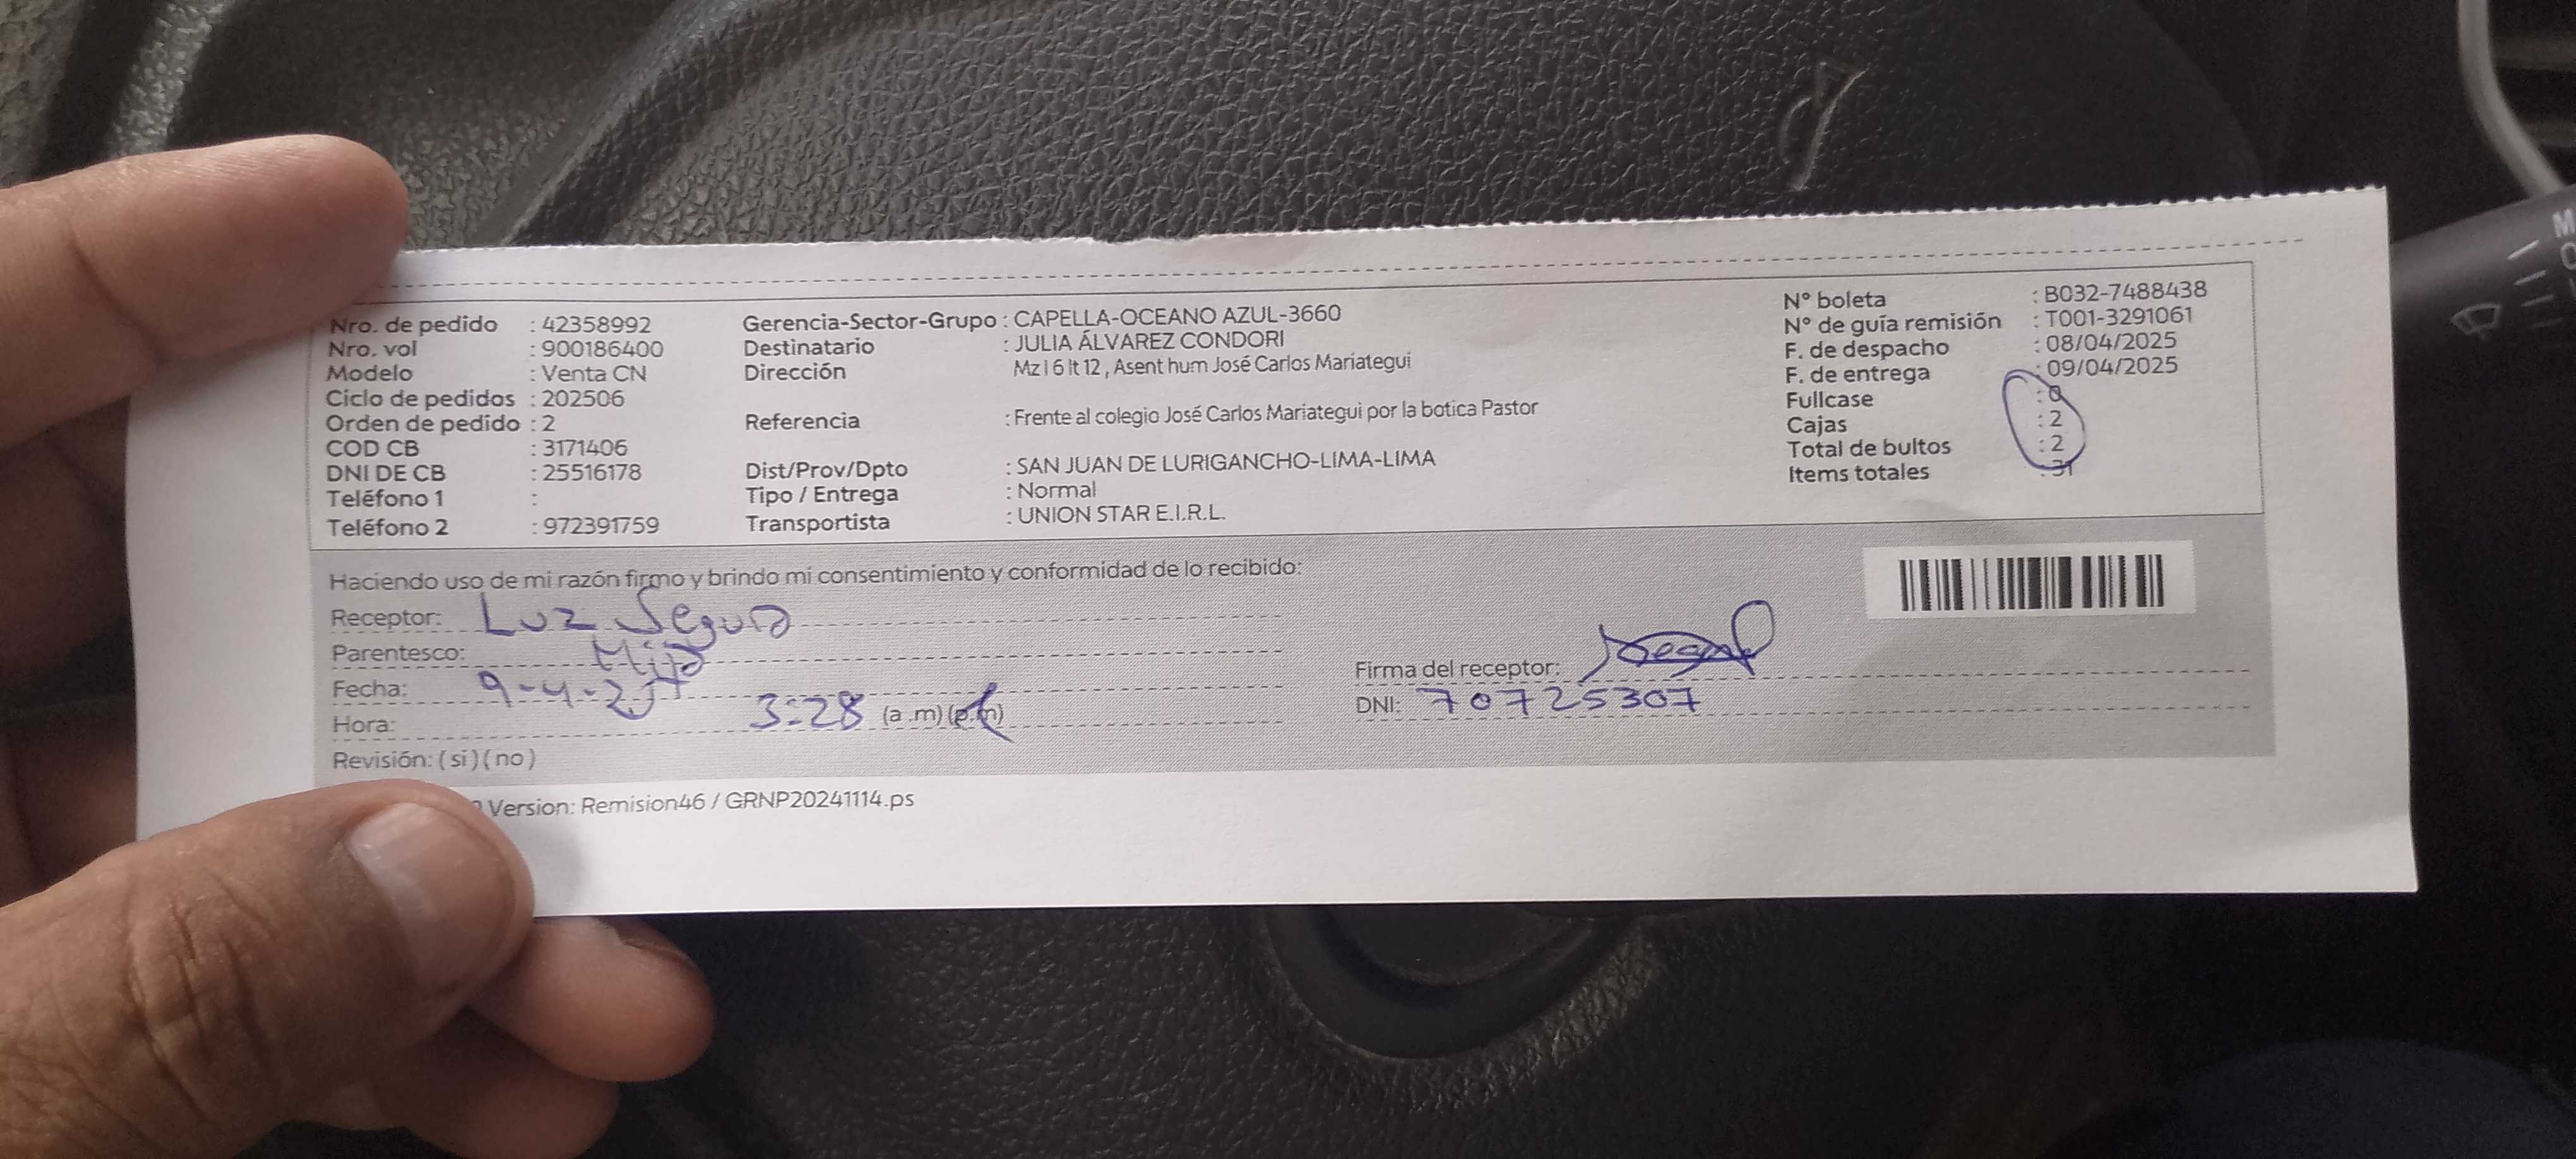 Nro. de pedido : 42358992
Nro. vol : 900186400
Modelo : Venta CN
Ciclo de pedidos : 202506
Orden de pedido : 2
COD CB : 3171406
DNI DE CB : 25516178
Teléfono 1 :
Teléfono 2 : 972391759
Gerencia-Sector-Grupo : CAPELLA-OCEANO AZUL-3660
Destinatario : JULIA ÁLVAREZ CONDORI
Dirección Mz I 6 lt 12 , Asent hum José Carlos Mariategui
Referencia : Frente al colegio José Carlos Mariategui por la botica Pastor
Dist/Prov/Dpto : SAN JUAN DE LURIGANCHO-LIMA-LIMA
Tipo / Entrega : Normal
Transportista : UNION STAR E.I.R.L.
N° boleta : B032-7488438
N° de guía remisión : T001-3291061
F. de despacho : 08/04/2025
F. de entrega : 09/04/2025
Fullcase : 0
Cajas : 2
Total de bultos : 2
Items totales : 31
Haciendo uso de mi razón firmo y brindo mi consentimiento y conformidad de lo recibido:
Receptor: Luz Segura
Parentesco: Hija
Fecha: 9-4-25
Hora: 3:28 (a .m) (p.m)
Revisión: ( si ) ( no )
Firma del receptor:
DNI: 70725307
Version: Remision46 / GRNP20241114.ps